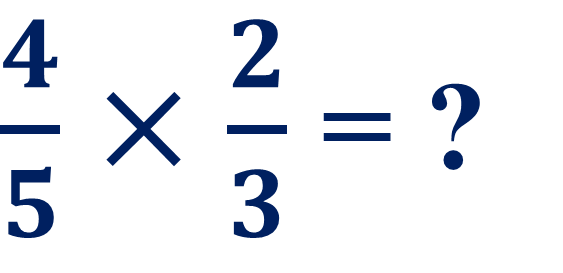 4/5 × 2/3 = ?